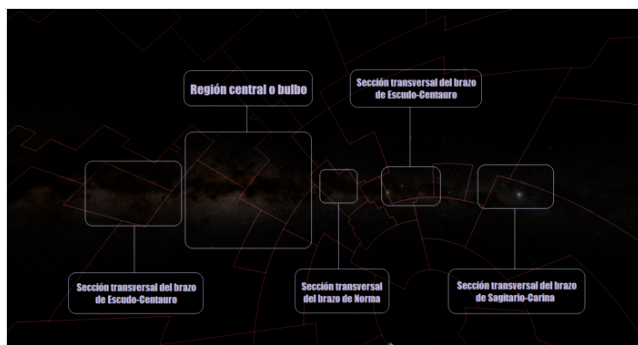 Región central o bulbo
Sección transversal del brazo
de Escudo-Centauro
Sección transversal del brazo
de Escudo-Centauro
Sección transversal
del brazo de Norma
Sección transversal del brazo
de Sagitario-Carina